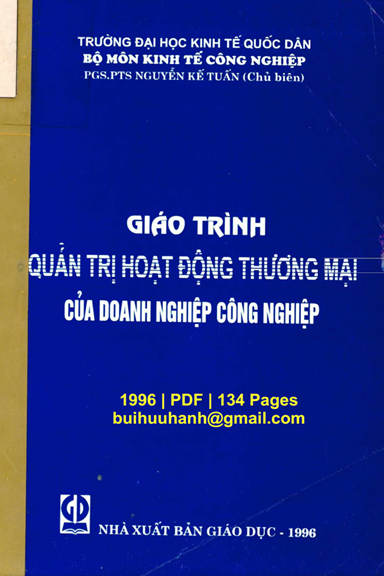 TRƯỜNG ĐẠI HỌC KINH TẾ QUỐC DÂN
BỘ MÔN KINH TẾ CÔNG NGHIỆP
PGS.PTS NGUYỄN KẾ TUẤN (Chủ biên)
GIÁO TRÌNH
QUẢN TRỊ HOẠT ĐỘNG THƯƠNG MẠI
CỦA DOANH NGHIỆP CÔNG NGHIỆP
1996 | PDF | 134 Pages
buihuuhanh@gmail.com
GD
NHÀ XUẤT BẢN GIÁO DỤC - 1996